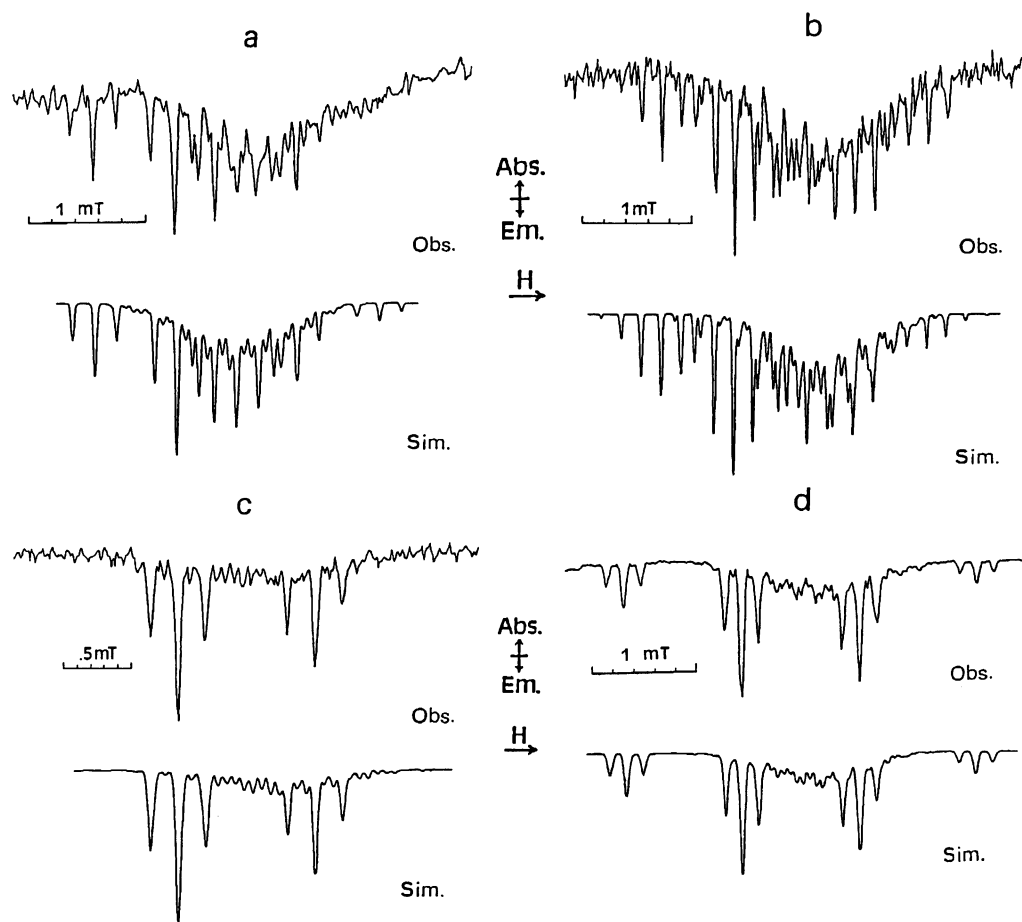 a
b
Abs.
Em.
1 mT
1mT
Obs.
Obs.
H
Sim.
Sim.
c
d
Abs.
Em.
.5mT
1 mT
Obs.
Obs.
H
Sim.
Sim.